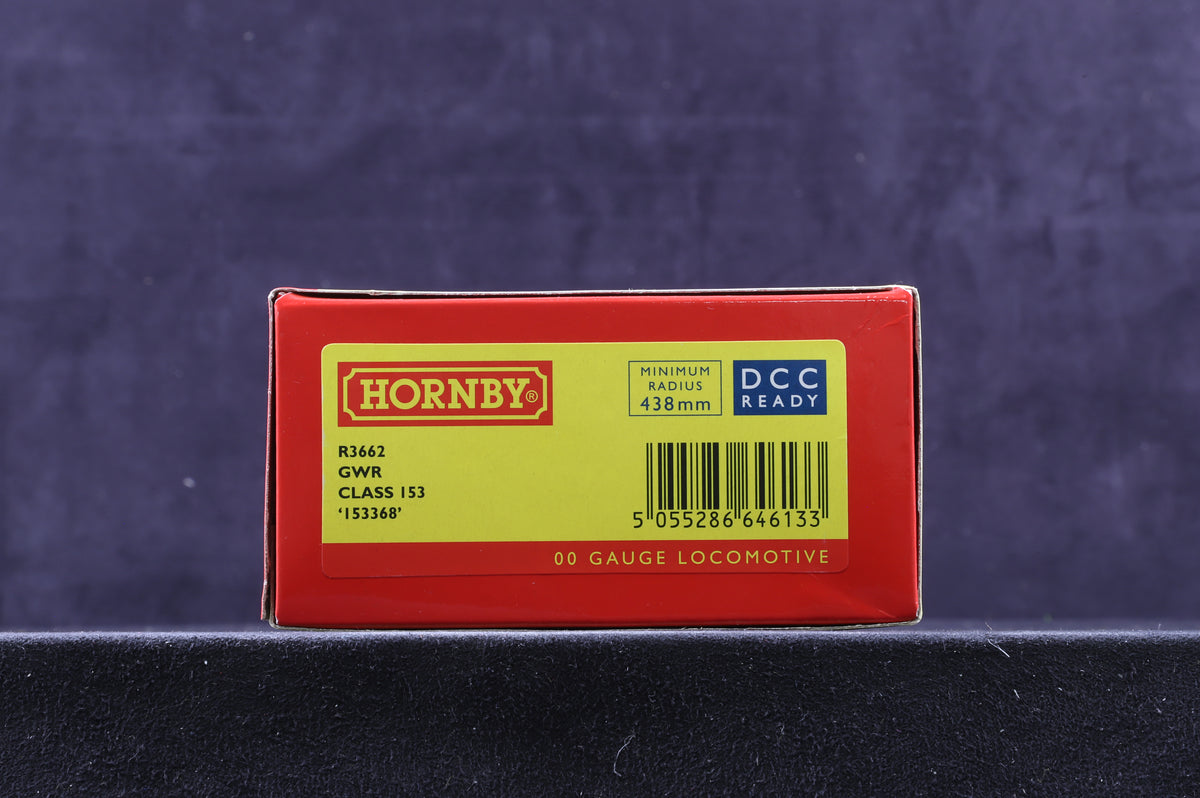 HORNBY®
MINIMUM
RADIUS
438mm
DCC
READY
R3662
GWR
CLASS 153
‘153368’
5 055286 646133
00 GAUGE LOCOMOTIVE